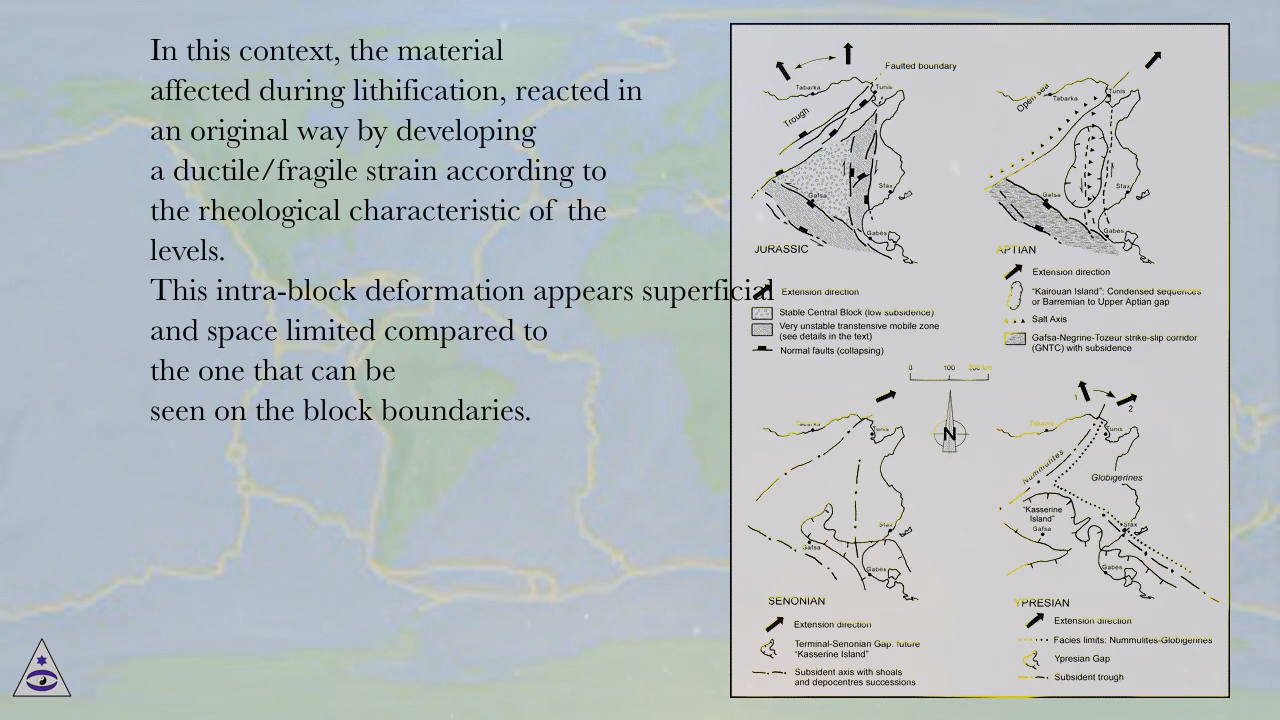 In this context, the material
affected during lithification, reacted in
an original way by developing
a ductile/fragile strain according to
the rheological characteristic of the
levels.
This intra-block deformation appears superficial
and space limited compared to
the one that can be
seen on the block boundaries.
Faulted boundary
Tabarka
Tunis
Trough
Sfax
Gafsa
Gabès
JURASSIC
Extension direction
Stable Central Block (low subsidence)
Very unstable transtensive mobile zone
(see details in the text)
Normal faults (collapsing)
Open sea
Tabarka
Tunis
Gafsa
Sfax
Gabès
APTIAN
Extension direction
"Kairouan Island": Condensed sequences
or Barremian to Upper Aptian gap
Salt Axis
Gafsa-Negrine-Tozeur strike-slip corridor
(GNTC) with subsidence
0 100 200 km
N
Tabarka
Tunis
Sfax
Gafsa
Gabès
SENONIAN
Extension direction
Terminal-Senonian Gap: future
"Kasserine Island"
Subsident axis with shoals
and depocentres successions
1
2
Tabarka
Tunis
Nummulites
Globigerines
"Kasserine
Island"
Gafsa
Sfax
Gabès
YPRESIAN
Extension direction
Facies limits: Nummulites-Globigerines
Ypresian Gap
Subsident trough